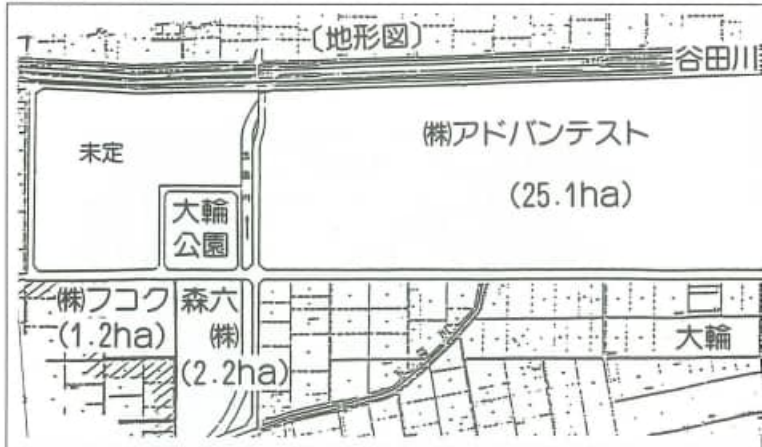 〔地形図〕
谷田川
未定
㈱アドバンテスト
(25.1ha)
大輪
公園
㈱フコク
(1.2ha)
森六
㈱
(2.2ha)
大輪